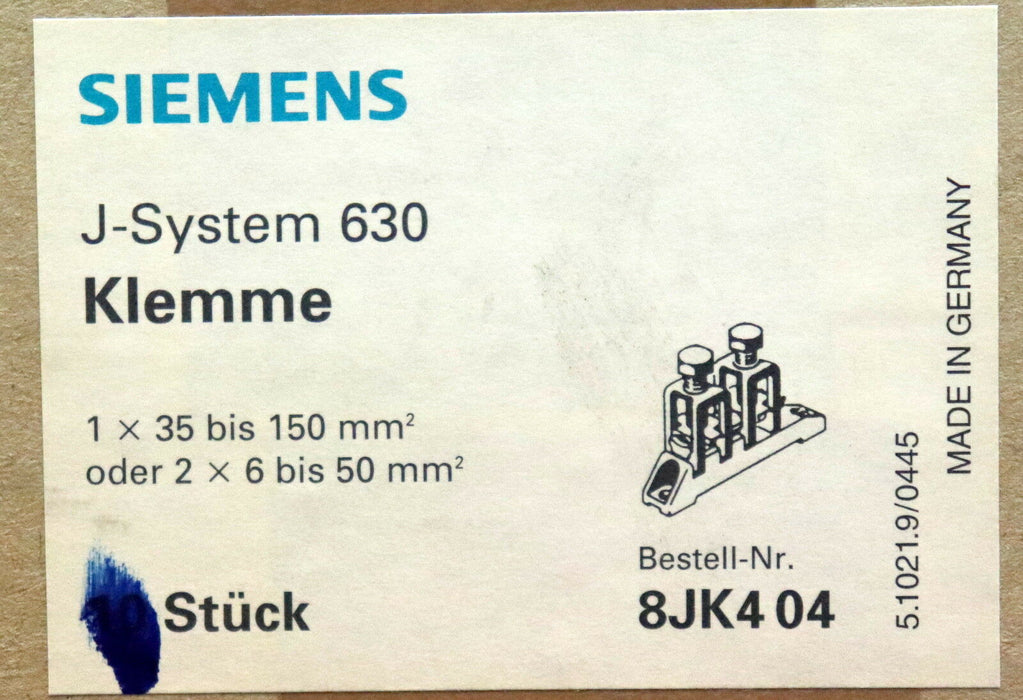 SIEMENS
J-System 630
Klemme
1 × 35 bis 150 mm²
oder 2 × 6 bis 50 mm²
10 Stück
Bestell-Nr.
8JK4 04
5.1021.9/0445
MADE IN GERMANY